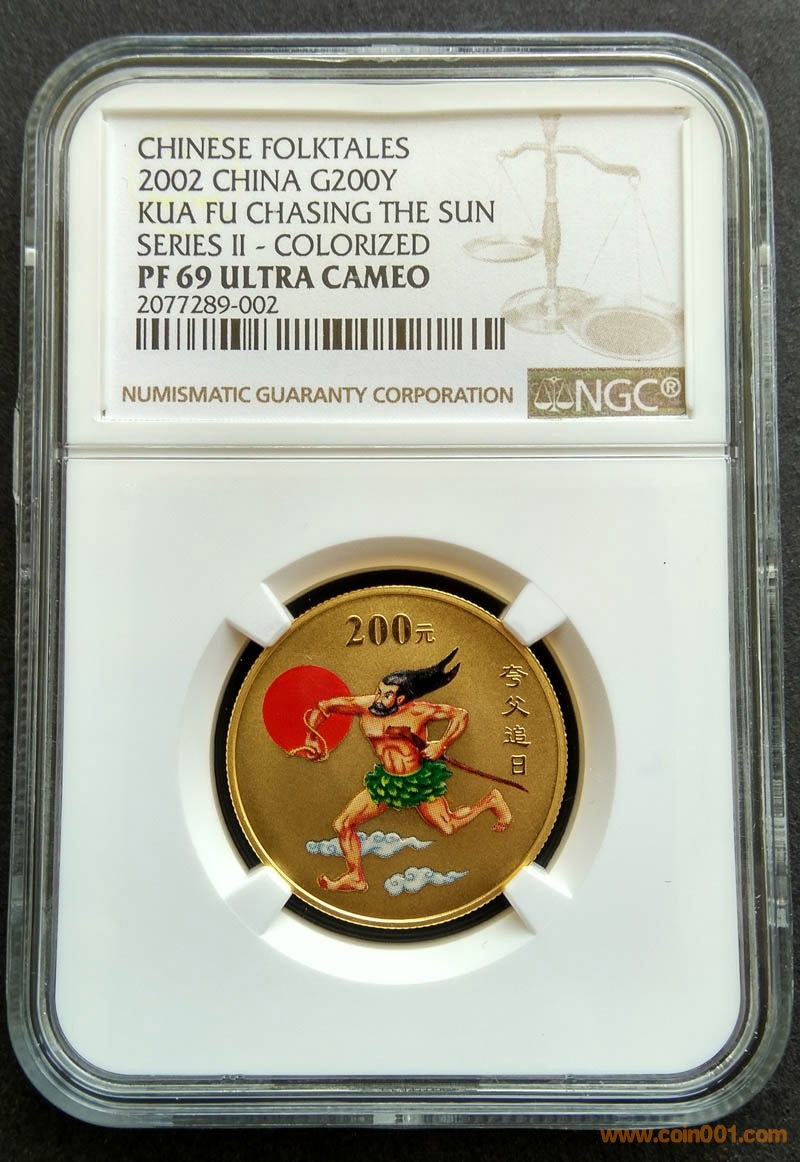 CHINESE FOLKTALES
2002 CHINA G200Y
KUA FU CHASING THE SUN
SERIES II - COLORIZED
PF 69 ULTRA CAMEO
2077289-002
NUMISMATIC GUARANTY CORPORATION
NGC®
200元
夸父追日
www.coin001.com